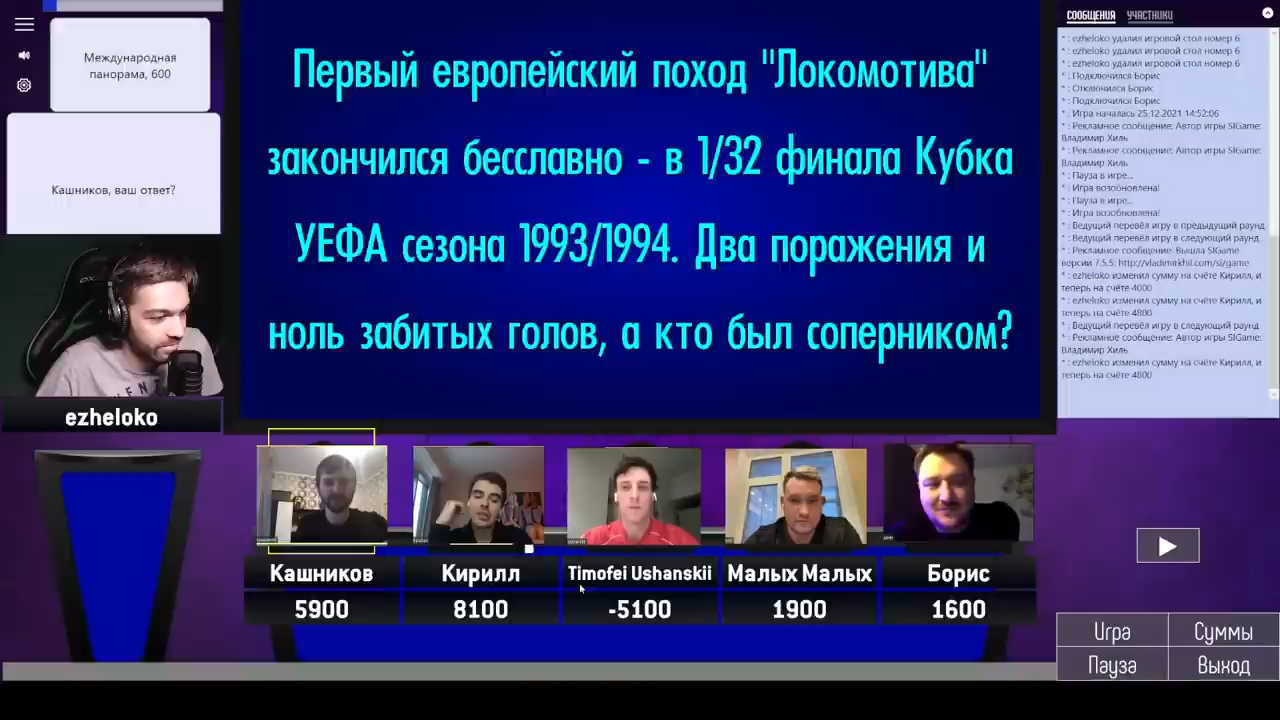 Международная
панорама, 600
Кашников, ваш ответ?
ezheloko
Первый европейский поход "Локомотива"
закончился бесславно - в 1/32 финала Кубка
УЕФА сезона 1993/1994. Два поражения и
ноль забитых голов, а кто был соперником?
СООБЩЕНИЯ УЧАСТНИКИ
* : ezheloko удалил игровой стол номер 6
* : ezheloko удалил игровой стол номер 6
* : ezheloko удалил игровой стол номер 6
* : Подключился Борис
* : Отключился Борис
* : Подключился Борис
* : Игра началась 25.12.2021 14:52:06
* : Рекламное сообщение: Автор игры SIGame:
Владимир Хиль
* : Рекламное сообщение: Автор игры SIGame:
Владимир Хиль
* : Пауза в игре...
* : Игра возобновлена!
* : Пауза в игре...
* : Игра возобновлена!
* : Ведущий перевёл игру в предыдущий раунд
* : Ведущий перевёл игру в следующий раунд
* : Рекламное сообщение: Вышла SIGame
версии 7.5.5: http://vladimirkhil.com/si/game
* : ezheloko изменил сумму на счёте Кирилл, и
теперь на счёте 4000
* : ezheloko изменил сумму на счёте Кирилл, и
теперь на счёте 4800
* : Ведущий перевёл игру в следующий раунд
* : Рекламное сообщение: Автор игры SIGame:
Владимир Хиль
* : ezheloko изменил сумму на счёте Кирилл, и
теперь на счёте 4800
Кашников Кирилл Timofei Ushanskii Малых Малых Борис
5900 8100 -5100 1900 1600
Игра Суммы
Пауза Выход